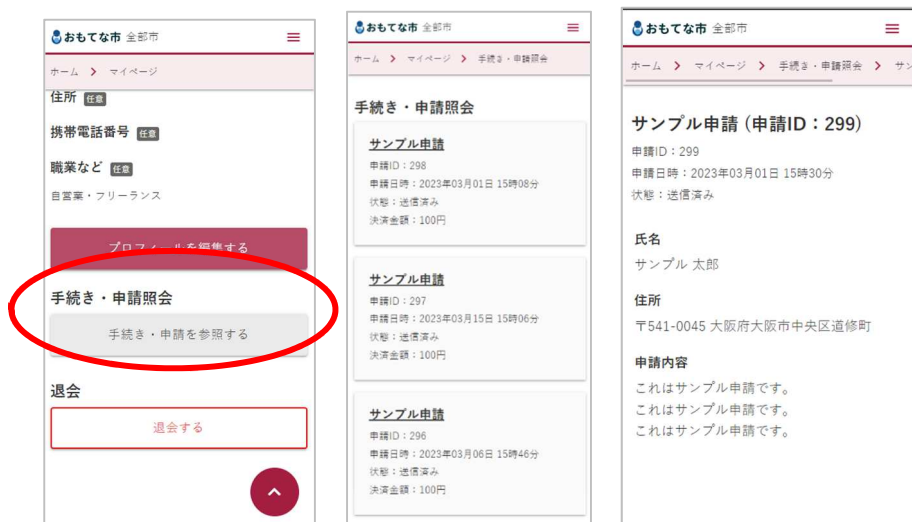 おもてな市 全部市
ホーム > マイページ
住所 任意
携帯電話番号 任意
職業など 任意
自営業・フリーランス
プロフィールを編集する
手続き・申請照会
手続き・申請を参照する
退会
退会する
おもてな市 全部市
ホーム > マイページ > 手続き・申請照会
手続き・申請照会
サンプル申請
申請ID:298
申請日時:2023年03月01日 15時08分
状態:送信済み
決済金額:100円
サンプル申請
申請ID:297
申請日時:2023年03月15日 15時06分
状態:送信済み
決済金額:100円
サンプル申請
申請ID:296
申請日時:2023年03月06日 15時46分
状態:送信済み
決済金額:100円
おもてな市 全部市
ホーム > マイページ > 手続き・申請照会 > サン
サンプル申請 (申請ID:299)
申請ID:299
申請日時:2023年03月01日 15時30分
状態:送信済み
氏名
サンプル 太郎
住所
〒541-0045 大阪府大阪市中央区道修町
申請内容
これはサンプル申請です。
これはサンプル申請です。
これはサンプル申請です。